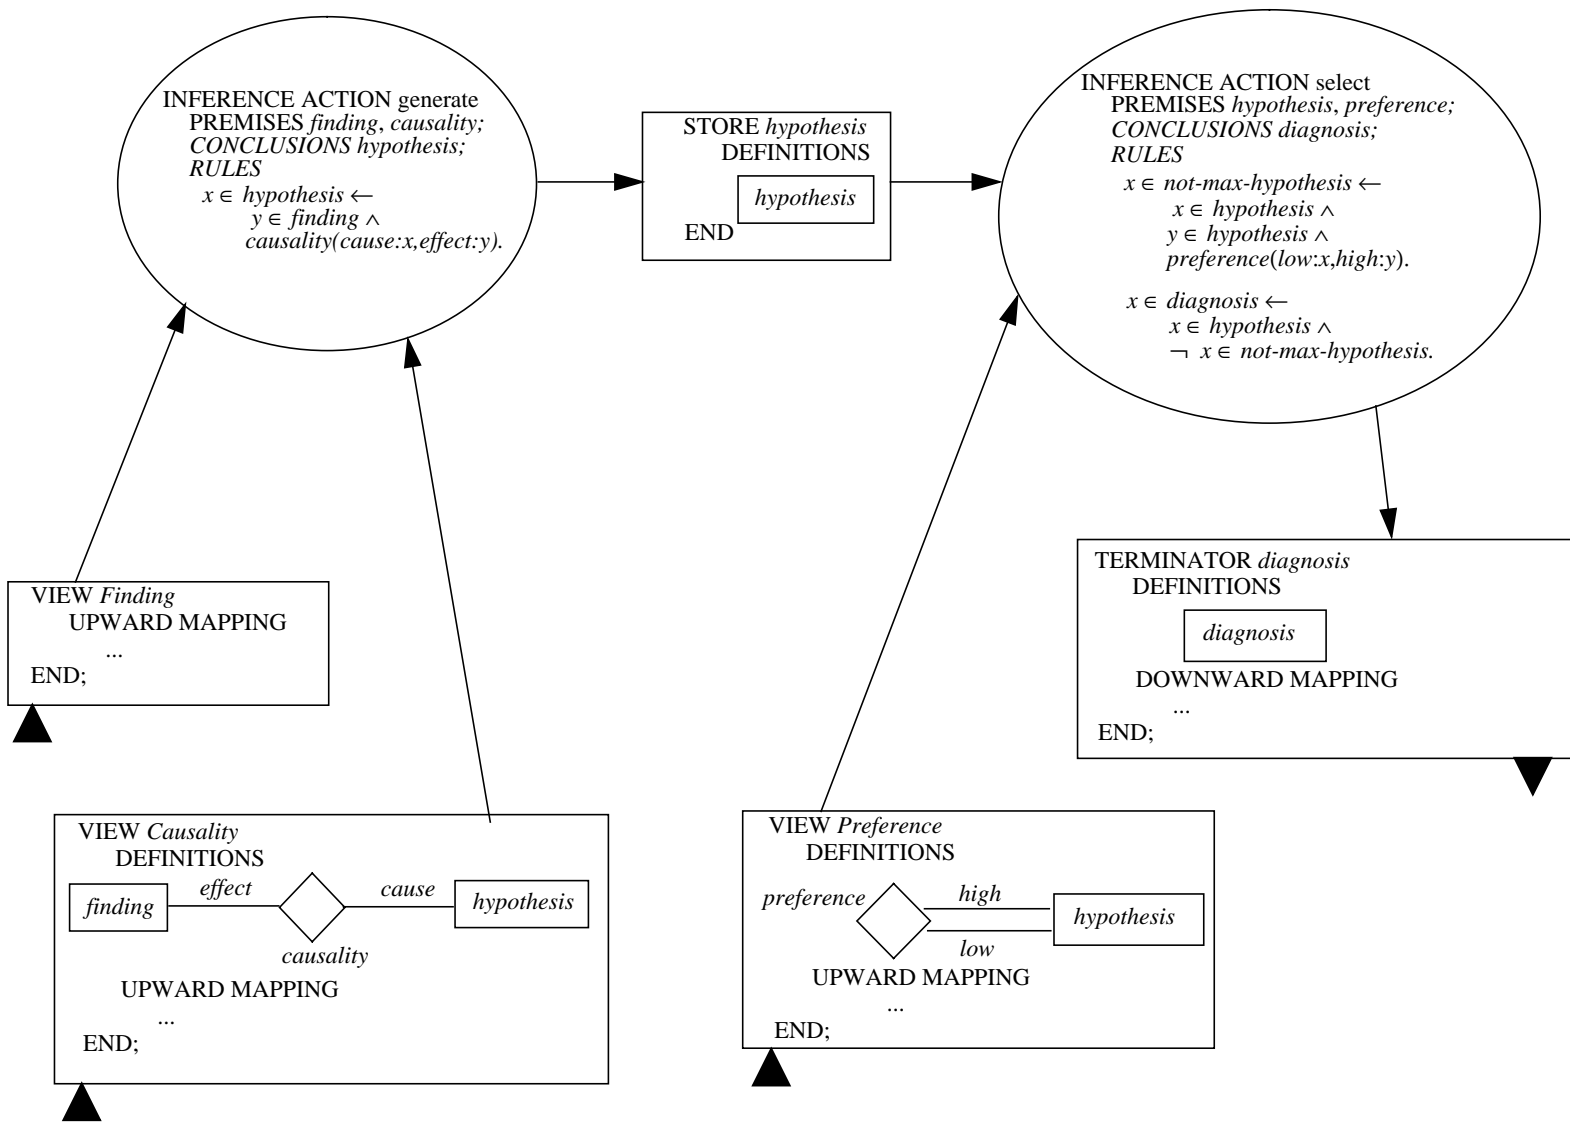 INFERENCE ACTION generate
PREMISES finding, causality;
CONCLUSIONS hypothesis;
RULES
x ∈ hypothesis ←
y ∈ finding ∧
causality(cause:x,effect:y).
STORE hypothesis
DEFINITIONS
hypothesis
END
INFERENCE ACTION select
PREMISES hypothesis, preference;
CONCLUSIONS diagnosis;
RULES
x ∈ not-max-hypothesis ←
x ∈ hypothesis ∧
y ∈ hypothesis ∧
preference(low:x,high:y).
x ∈ diagnosis ←
x ∈ hypothesis ∧
¬ x ∈ not-max-hypothesis.
VIEW Finding
UPWARD MAPPING
...
END;
TERMINATOR diagnosis
DEFINITIONS
diagnosis
DOWNWARD MAPPING
...
END;
VIEW Causality
DEFINITIONS
finding
effect
cause
hypothesis
causality
UPWARD MAPPING
...
END;
VIEW Preference
DEFINITIONS
preference
high
hypothesis
low
UPWARD MAPPING
...
END;